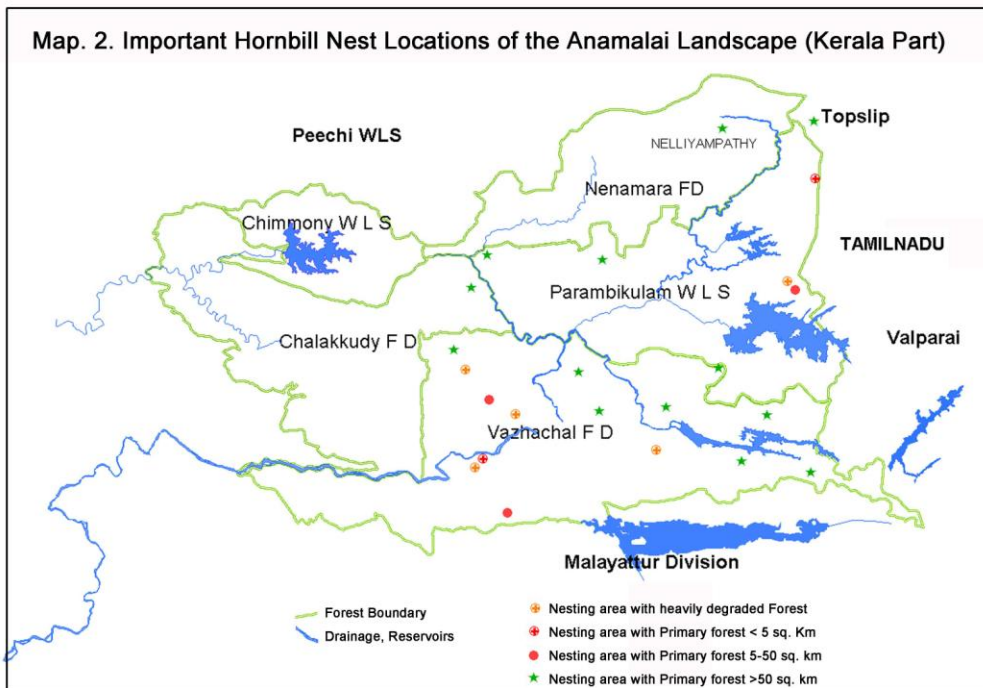 Map. 2. Important Hornbill Nest Locations of the Anamalai Landscape (Kerala Part)
Topslip
Peechi WLS
NELLIYAMPATHY
Nenamara FD
Chimmony W L S
TAMILNADU
Parambikulam W L S
Chalakkudy F D
Valparai
Vazhachal F D
Malayattur Division
Forest Boundary
Drainage, Reservoirs
Nesting area with heavily degraded Forest
Nesting area with Primary forest < 5 sq. Km
Nesting area with Primary forest 5-50 sq. km
Nesting area with Primary forest >50 sq. km